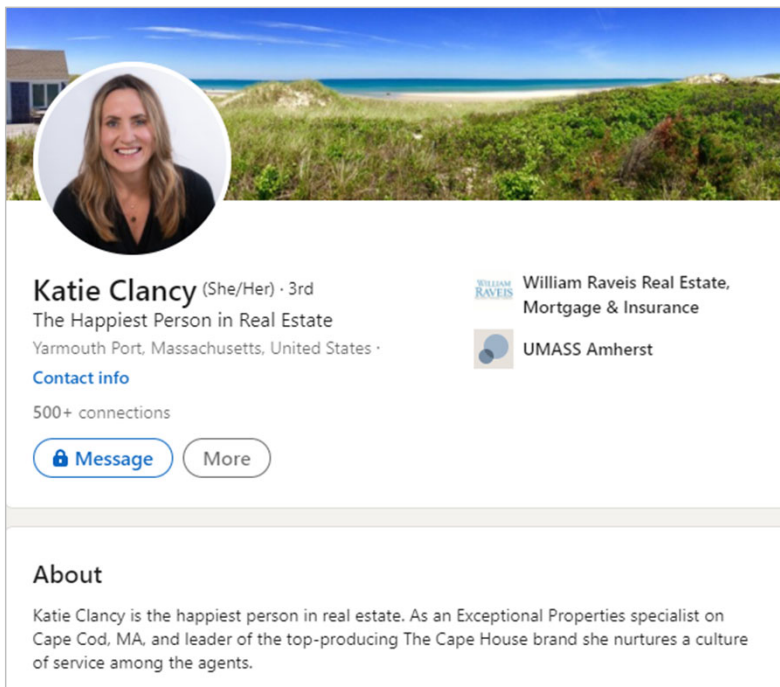 Katie Clancy (She/Her) · 3rd
The Happiest Person in Real Estate
Yarmouth Port, Massachusetts, United States ·
Contact info
500+ connections
Message
More
WILLIAM
RAVEIS
William Raveis Real Estate,
Mortgage & Insurance
UMASS Amherst
About
Katie Clancy is the happiest person in real estate. As an Exceptional Properties specialist on
Cape Cod, MA, and leader of the top-producing The Cape House brand she nurtures a culture
of service among the agents.